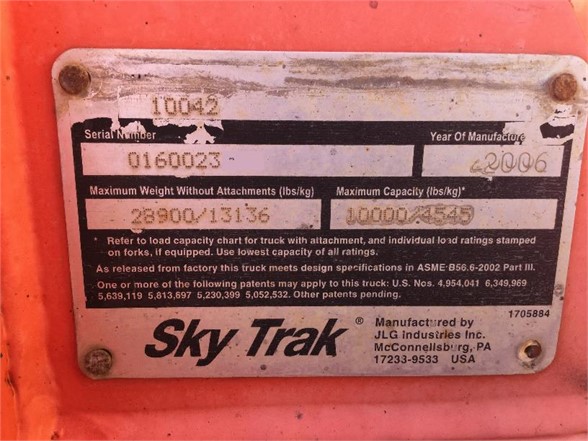 10042
Serial Number Year Of Manufacture
0160023 2006
Maximum Weight Without Attachments (lbs/kg) Maximum Capacity (lbs/kg)*
28900/13136 10000/4545
* Refer to load capacity chart for truck with attachment, and individual load ratings stamped
on forks, if equipped. Use lowest capacity of all ratings.
As released from factory this truck meets design specifications in ASME B56.6-2002 Part III.
One or more of the following patents may apply to this truck: U.S. Nos. 4,954,041 6,349,969
5,639,119 5,813,697 5,230,399 5,052,532. Other patents pending.
1705884
Sky Trak ® Manufactured by
JLG Industries Inc.
McConnellsburg, PA
17233-9533 USA